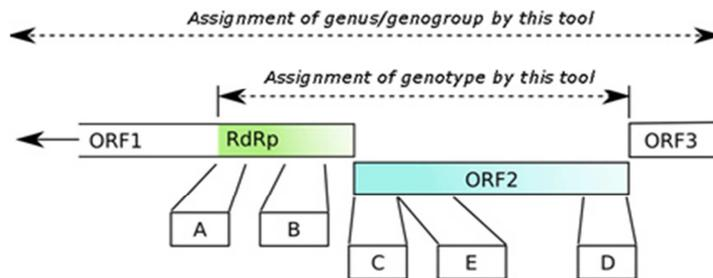 Assignment of genus/genogroup by this tool
Assignment of genotype by this tool
ORF1 RdRp ORF3
ORF2
A B
C E D